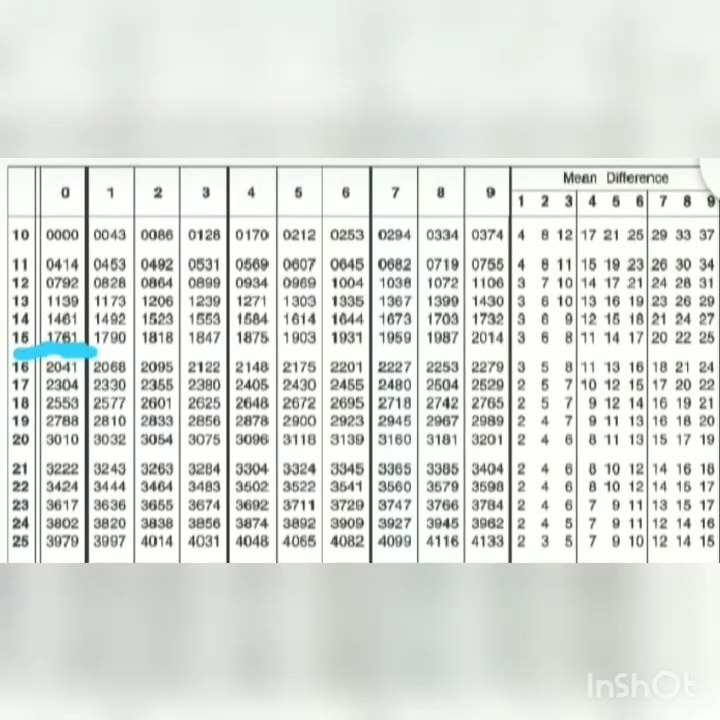 Mean Difference
0 1 2 3 4 5 6 7 8 9 1 2 3 4 5 6 7 8 9
10 0000 0043 0086 0128 0170 0212 0253 0294 0334 0374 4 8 12 17 21 25 29 33 37
11 0414 0453 0492 0531 0569 0607 0645 0682 0719 0755 4 8 11 15 19 23 26 30 34
12 0792 0828 0864 0899 0934 0969 1004 1038 1072 1106 3 7 10 14 17 21 24 28 31
13 1139 1173 1206 1239 1271 1303 1335 1367 1399 1430 3 6 10 13 16 19 23 26 29
14 1461 1492 1523 1553 1584 1614 1644 1673 1703 1732 3 6 9 12 15 18 21 24 27
15 1761 1790 1818 1847 1875 1903 1931 1959 1987 2014 3 6 8 11 14 17 20 22 25
16 2041 2068 2095 2122 2148 2175 2201 2227 2253 2279 3 5 8 11 13 16 18 21 24
17 2304 2330 2355 2380 2405 2430 2455 2480 2504 2529 2 5 7 10 12 15 17 20 22
18 2553 2577 2601 2625 2648 2672 2695 2718 2742 2765 2 5 7 9 12 14 16 19 21
19 2788 2810 2833 2856 2878 2900 2923 2945 2967 2989 2 4 7 9 11 13 16 18 20
20 3010 3032 3054 3075 3096 3118 3139 3160 3181 3201 2 4 6 8 11 13 15 17 19
21 3222 3243 3263 3284 3304 3324 3345 3365 3385 3404 2 4 6 8 10 12 14 16 18
22 3424 3444 3464 3483 3502 3522 3541 3560 3579 3598 2 4 6 8 10 12 14 15 17
23 3617 3636 3655 3674 3692 3711 3729 3747 3766 3784 2 4 6 7 9 11 13 15 17
24 3802 3820 3838 3856 3874 3892 3909 3927 3945 3962 2 4 5 7 9 11 12 14 16
25 3979 3997 4014 4031 4048 4065 4082 4099 4116 4133 2 3 5 7 9 10 12 14 15
InShOt